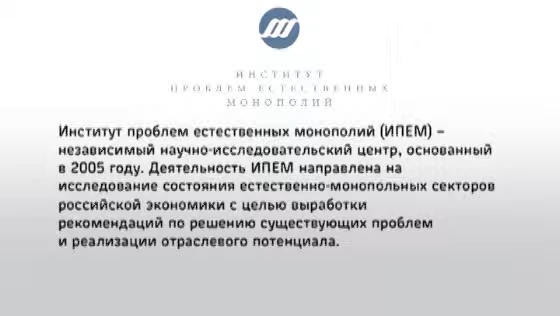 ИНСТИТУТ
ПРОБЛЕМ ЕСТЕСТВЕННЫХ
МОНОПОЛИЙ
Институт проблем естественных монополий (ИПЕМ) –
независимый научно-исследовательский центр, основанный
в 2005 году. Деятельность ИПЕМ направлена на
исследование состояния естественно-монопольных секторов
российской экономики с целью выработки
рекомендаций по решению существующих проблем
и реализации отраслевого потенциала.